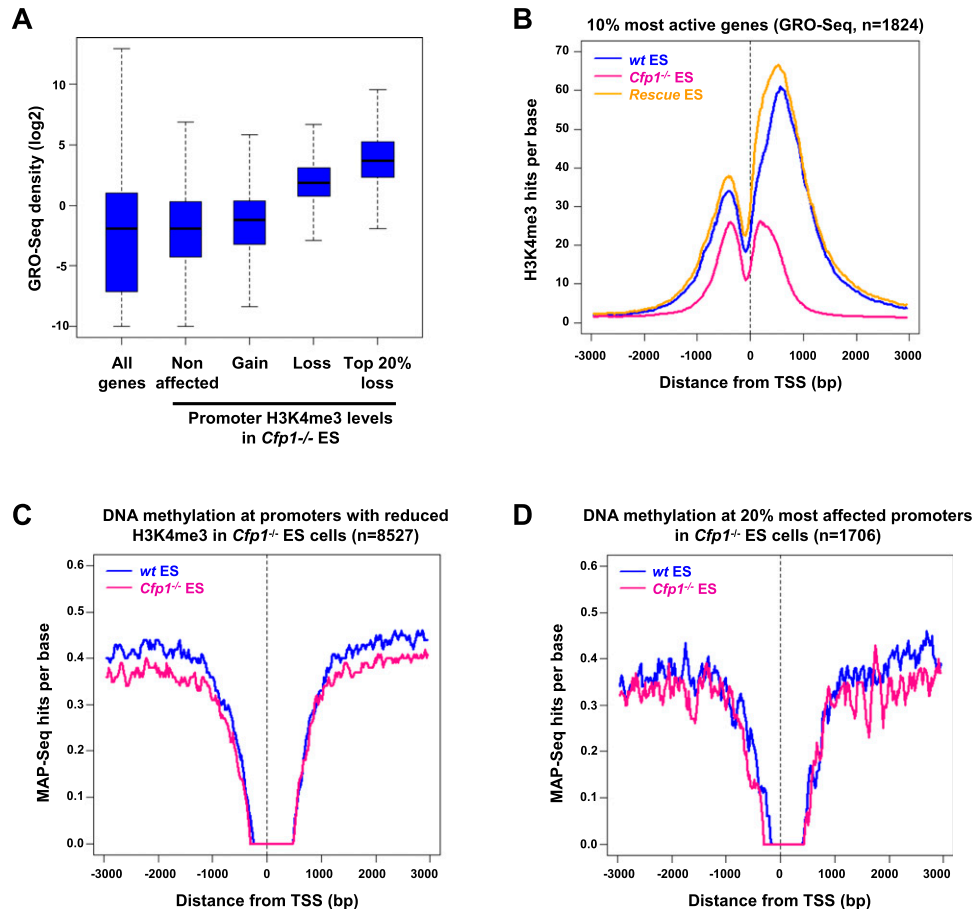 A
GRO-Seq density (log2)
10
5
0
-5
-10
All genes
Non affected
Gain
Loss
Top 20% loss
Promoter H3K4me3 levels
in Cfp1-/- ES
B
10% most active genes (GRO-Seq, n=1824)
wt ES
Cfp1-/- ES
Rescue ES
H3K4me3 hits per base
70
60
50
40
30
20
10
0
-3000 -2000 -1000 0 1000 2000 3000
Distance from TSS (bp)
C
DNA methylation at promoters with reduced
H3K4me3 in Cfp1-/- ES cells (n=8527)
wt ES
Cfp1-/- ES
MAP-Seq hits per base
0.6
0.5
0.4
0.3
0.2
0.1
0.0
-3000 -2000 -1000 0 1000 2000 3000
Distance from TSS (bp)
D
DNA methylation at 20% most affected promoters
in Cfp1-/- ES cells (n=1706)
wt ES
Cfp1-/- ES
MAP-Seq hits per base
0.6
0.5
0.4
0.3
0.2
0.1
0.0
-3000 -2000 -1000 0 1000 2000 3000
Distance from TSS (bp)